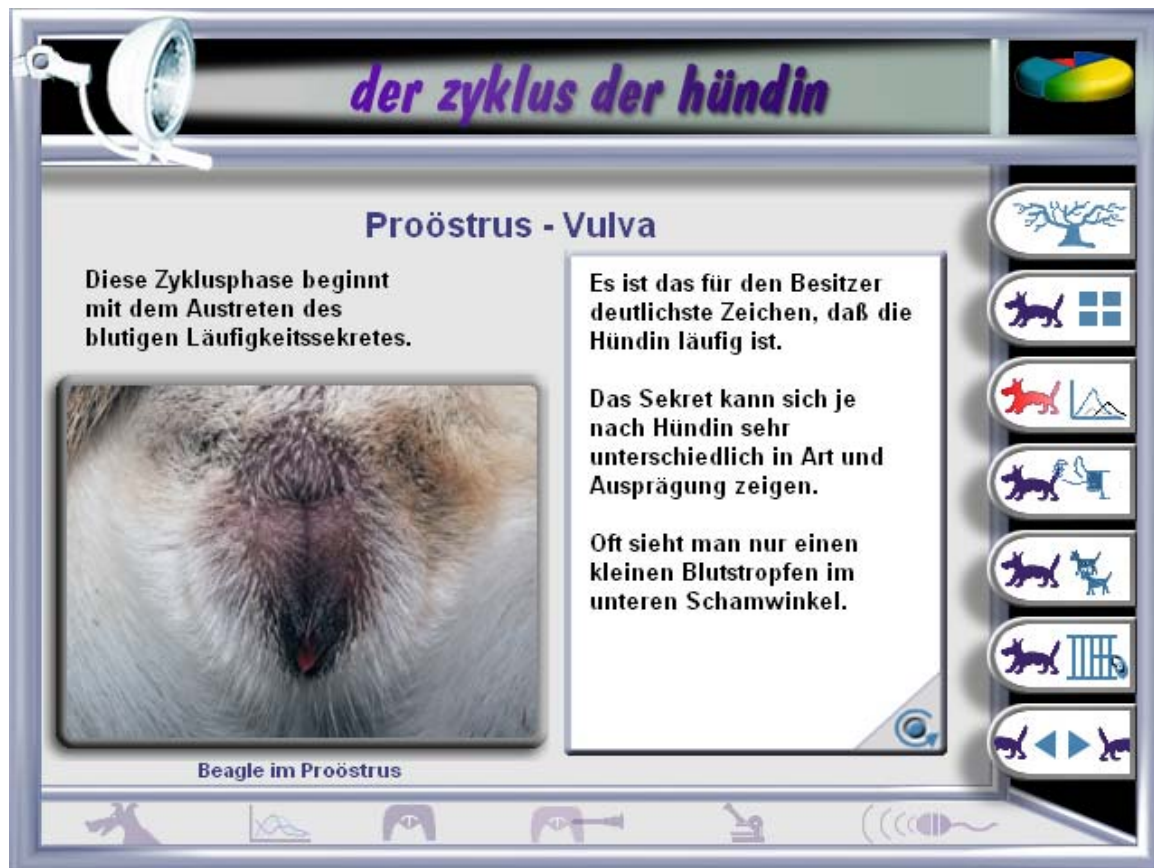 der zyklus der hündin
Proöstrus - Vulva
Diese Zyklusphase beginnt
mit dem Austreten des
blutigen Läufigkeitssekretes.
Beagle im Proöstrus
Es ist das für den Besitzer
deutlichste Zeichen, daß die
Hündin läufig ist.
Das Sekret kann sich je
nach Hündin sehr
unterschiedlich in Art und
Ausprägung zeigen.
Oft sieht man nur einen
kleinen Blutstropfen im
unteren Schamwinkel.